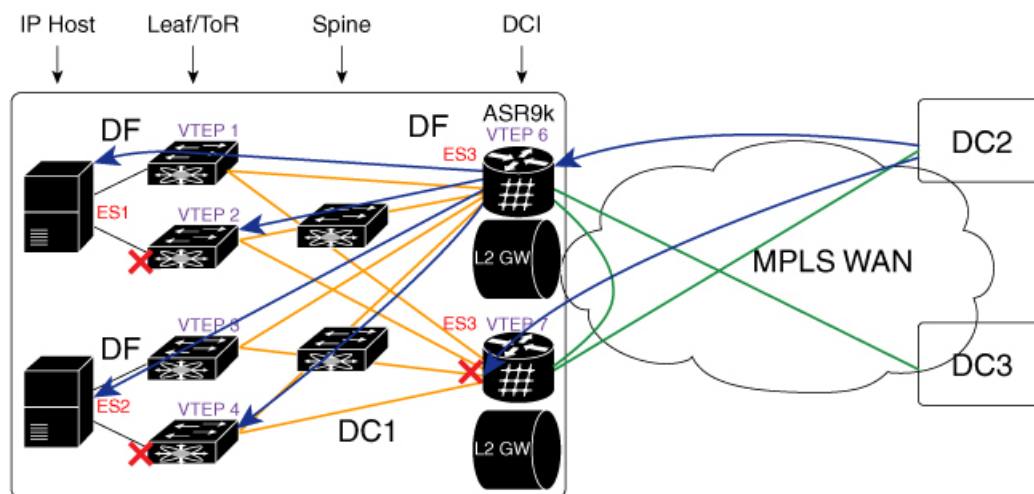 IP Host
Leaf/ToR
Spine
DCI
DF
VTEP 1
DF
ASR9k
VTEP 6
ES3
DC2
ES1
VTEP 2
L2 GW
MPLS WAN
DF
VTEP 3
ES3
VTEP 7
DC3
ES2
VTEP 4
DC1
L2 GW